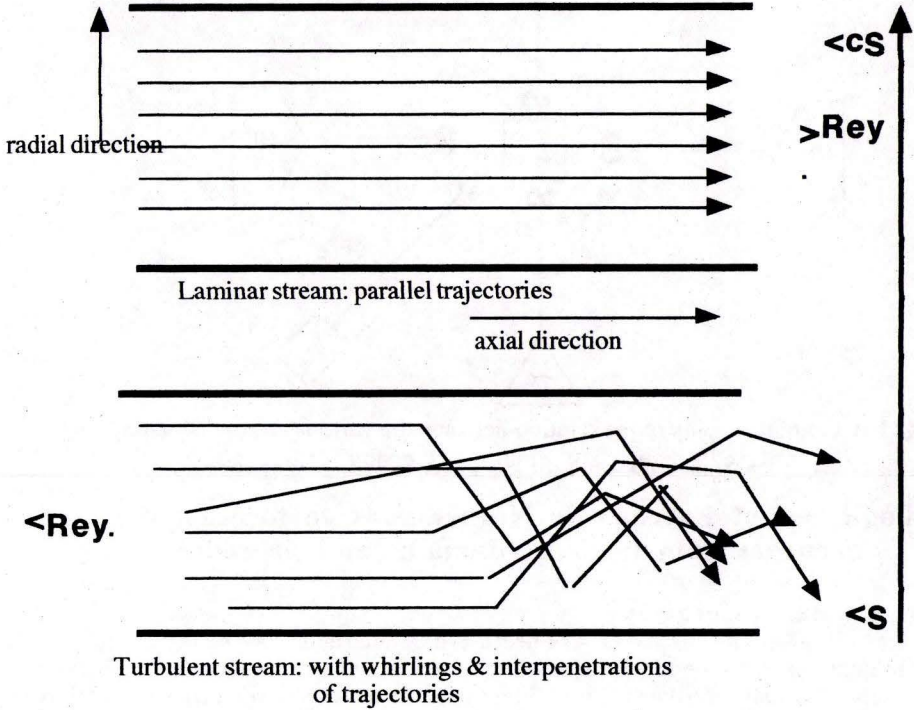 <cS
>Rey
radial direction
Laminar stream: parallel trajectories
axial direction
<Rey.
<S
Turbulent stream: with whirlings & interpenetrations
of trajectories